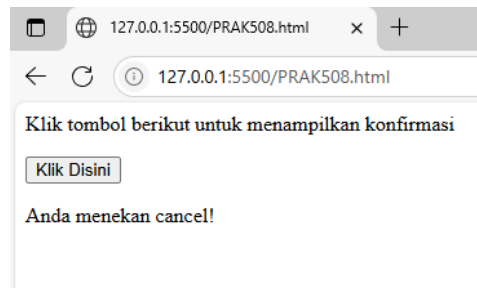 127.0.0.1:5500/PRAK508.html
127.0.0.1:5500/PRAK508.html
Klik tombol berikut untuk menampilkan konfirmasi
Klik Disini
Anda menekan cancel!